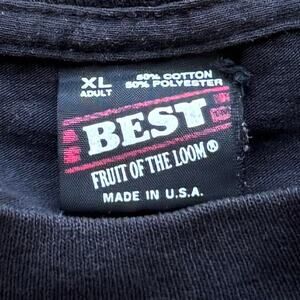 XL
ADULT
50% COTTON
50% POLYESTER
BEST
FRUIT OF THE LOOM®
MADE IN U.S.A.